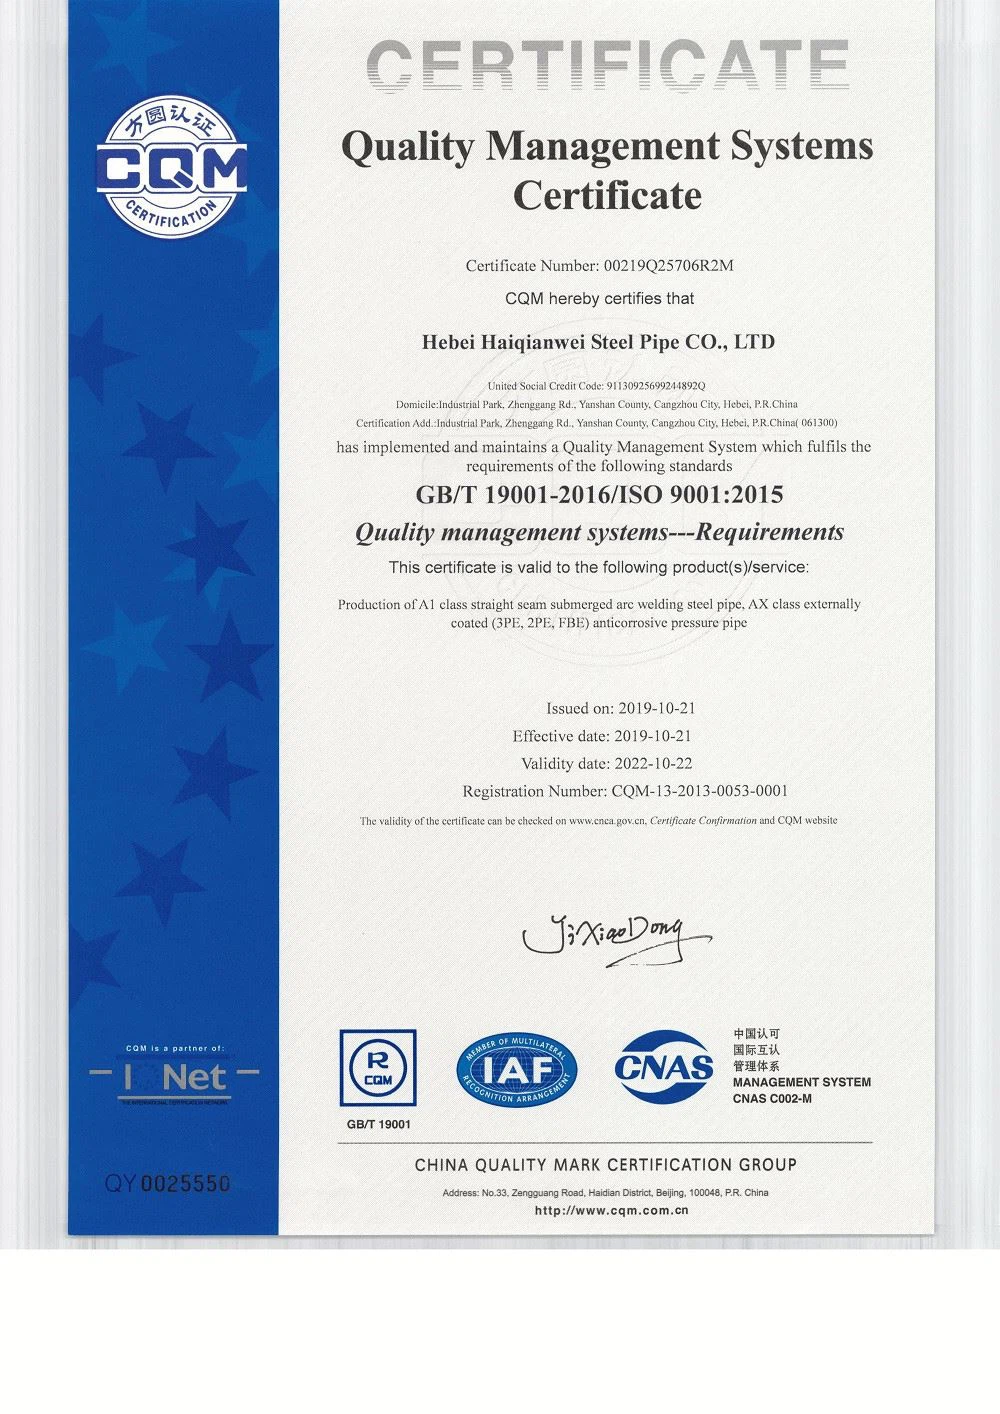 CERTIFICATE
方圆认证
CQM
CERTIFICATION
Quality Management Systems
Certificate
Certificate Number: 00219Q25706R2M
CQM hereby certifies that
Hebei Haiqianwei Steel Pipe CO., LTD
United Social Credit Code: 91130925699244892Q
Domicile:Industrial Park, Zhenggang Rd., Yanshan County, Cangzhou City, Hebei, P.R.China
Certification Add.:Industrial Park, Zhenggang Rd., Yanshan County, Cangzhou City, Hebei, P.R.China( 061300)
has implemented and maintains a Quality Management System which fulfils the
requirements of the following standards
GB/T 19001-2016/ISO 9001:2015
Quality management systems---Requirements
This certificate is valid to the following product(s)/service:
Production of A1 class straight seam submerged arc welding steel pipe, AX class externally
coated (3PE, 2PE, FBE) anticorrosive pressure pipe
Issued on: 2019-10-21
Effective date: 2019-10-21
Validity date: 2022-10-22
Registration Number: CQM-13-2013-0053-0001
The validity of the certificate can be checked on www.cnca.gov.cn, Certificate Confirmation and CQM website
Ji XiaoDong
CQM is a partner of:
I Net
THE INTERNATIONAL CERTIFICATION NETWORK
QY 0025550
R
CQM
GB/T 19001
MEMBER OF MULTILATERAL
IAF
RECOGNITION ARRANGEMENT
CNAS
中国认可
国际互认
管理体系
MANAGEMENT SYSTEM
CNAS C002-M
CHINA QUALITY MARK CERTIFICATION GROUP
Address: No.33, Zengguang Road, Haidian District, Beijing, 100048, P.R. China
http://www.cqm.com.cn